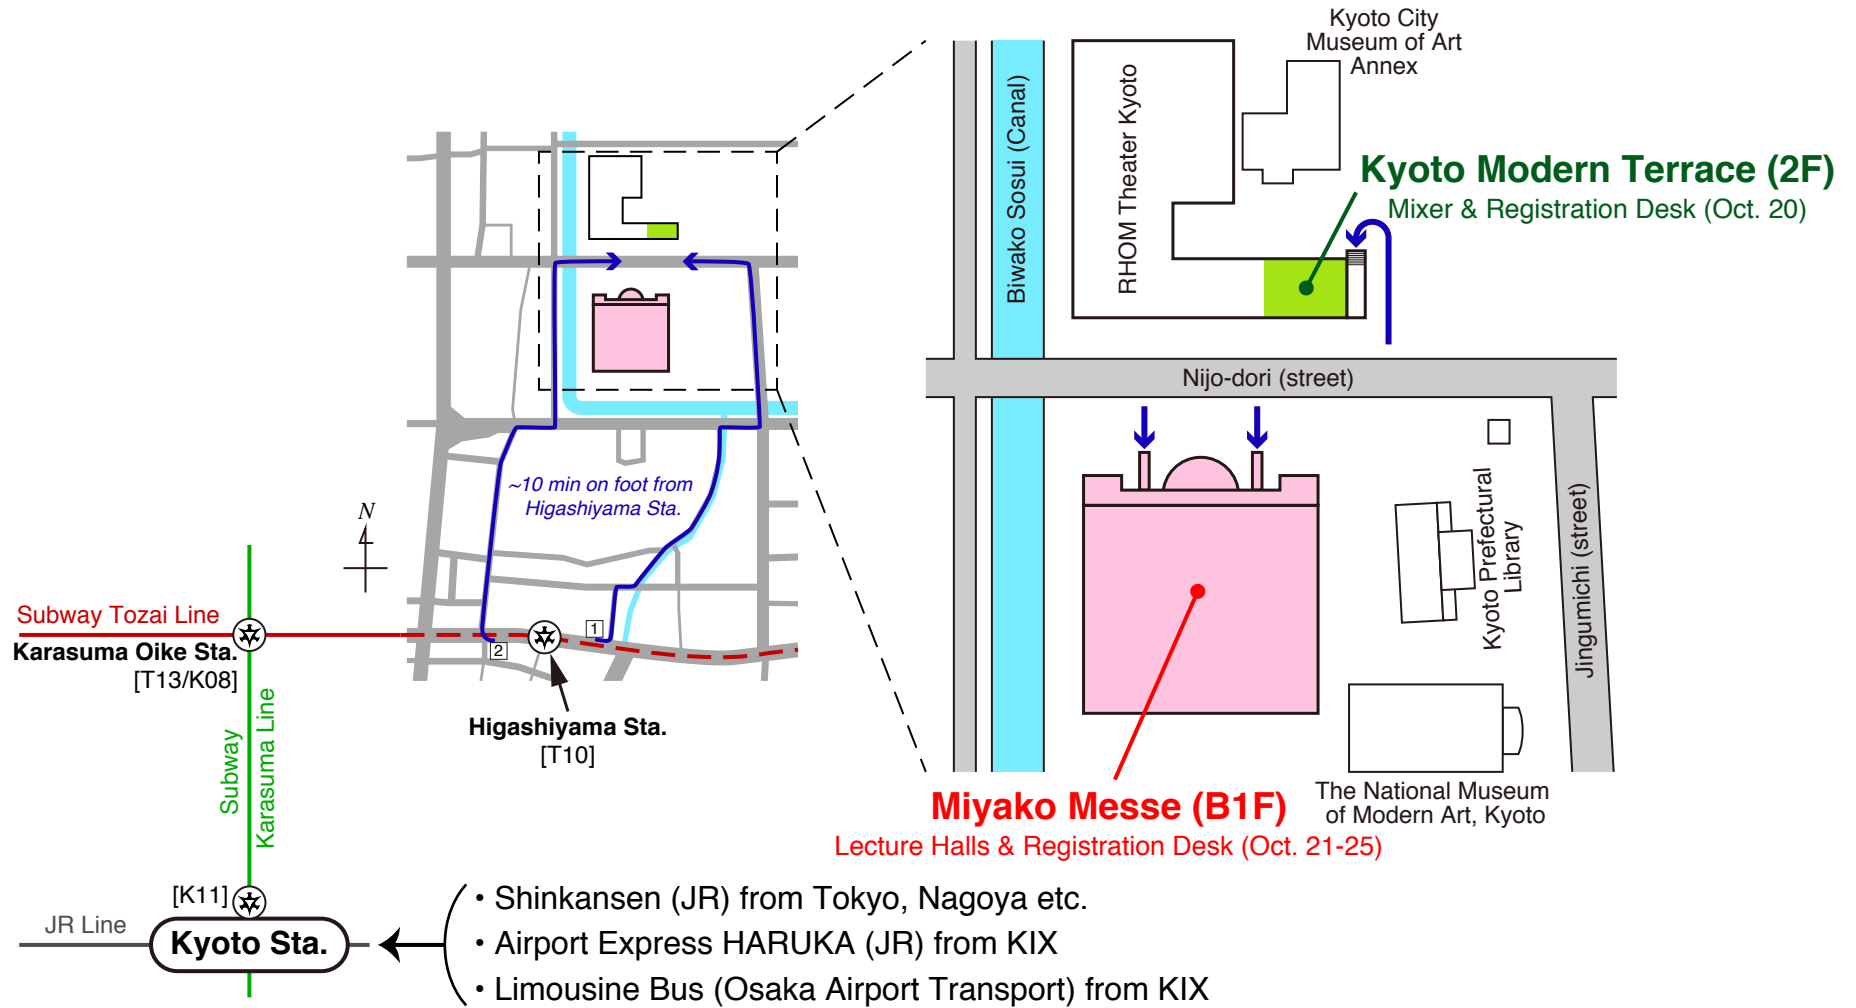 Kyoto City
Museum of Art
Annex
Biwako Sosui (Canal)
RHOM Theater Kyoto
Kyoto Modern Terrace (2F)
Mixer & Registration Desk (Oct. 20)
Nijo-dori (street)
Kyoto Prefectural
Library
Jingumichi (street)
~10 min on foot from
Higashiyama Sta.
N
Subway Tozai Line
Karasuma Oike Sta.
[T13/K08]
1
2
Higashiyama Sta.
[T10]
Subway
Karasuma Line
Miyako Messe (B1F)
Lecture Halls & Registration Desk (Oct. 21-25)
The National Museum
of Modern Art, Kyoto
[K11]
JR Line
Kyoto Sta.
• Shinkansen (JR) from Tokyo, Nagoya etc.
• Airport Express HARUKA (JR) from KIX
• Limousine Bus (Osaka Airport Transport) from KIX